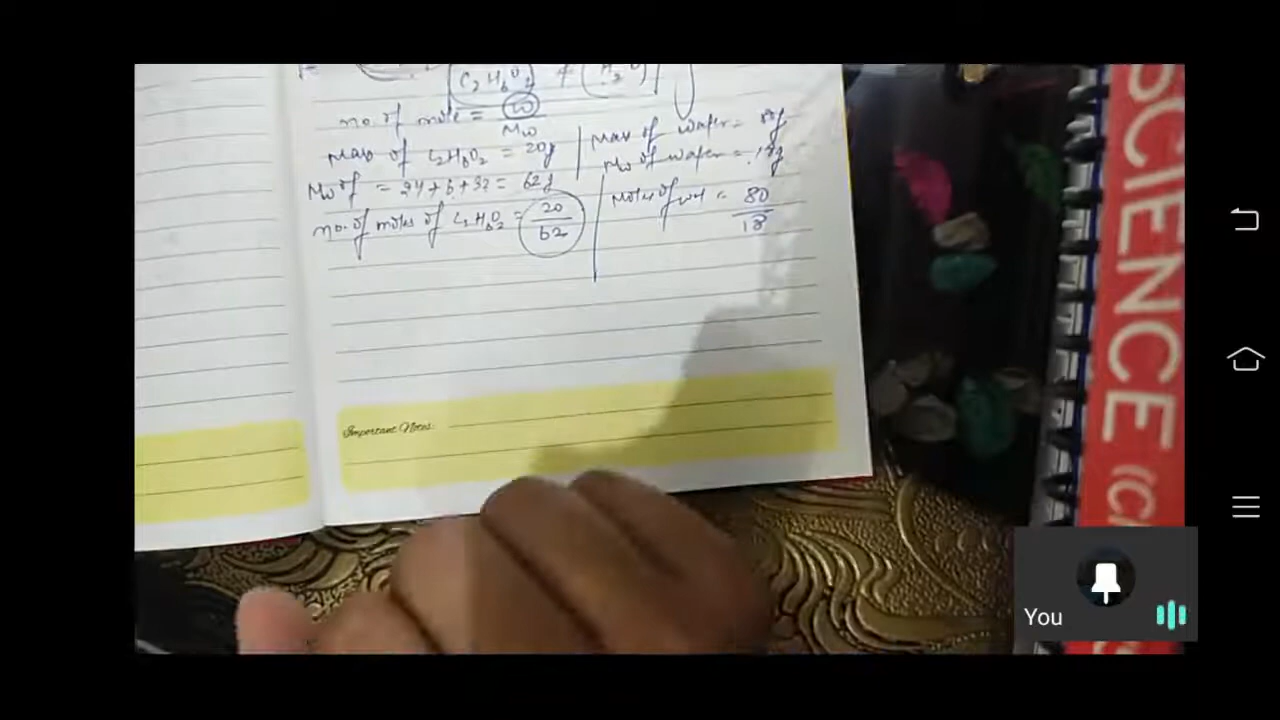 C₂H₆O₂ + H₂O
no. of mole = w
Mw
Mass of C₂H₆O₂ = 20g
Mw of = 24+6+32 = 62g
no. of moles of C₂H₆O₂ = 20
62
Mass of water = 80g
Mw of water = 18g
moles of wat = 80
18
Important Notes:
SCIENCE
You